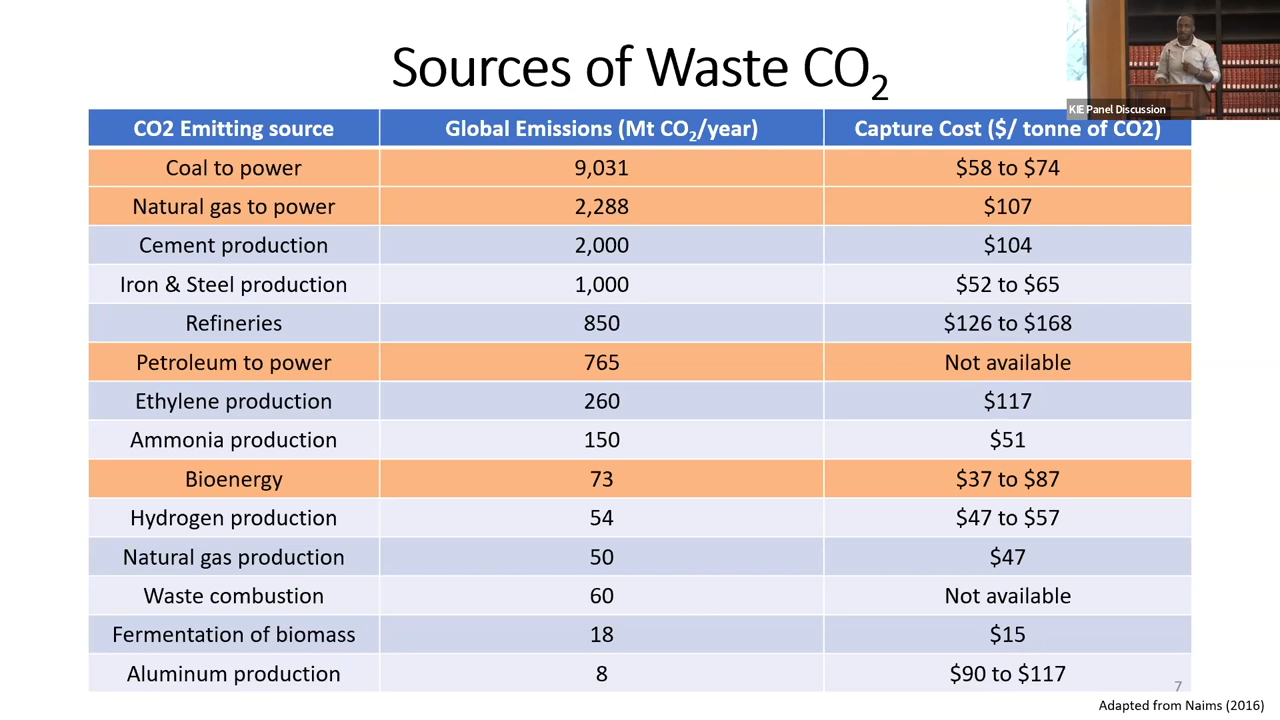 Sources of Waste CO₂
KIE Panel Discussion
CO2 Emitting source Global Emissions (Mt CO₂/year) Capture Cost ($/ tonne of CO2)
Coal to power 9,031 $58 to $74
Natural gas to power 2,288 $107
Cement production 2,000 $104
Iron & Steel production 1,000 $52 to $65
Refineries 850 $126 to $168
Petroleum to power 765 Not available
Ethylene production 260 $117
Ammonia production 150 $51
Bioenergy 73 $37 to $87
Hydrogen production 54 $47 to $57
Natural gas production 50 $47
Waste combustion 60 Not available
Fermentation of biomass 18 $15
Aluminum production 8 $90 to $117
7
Adapted from Naims (2016)